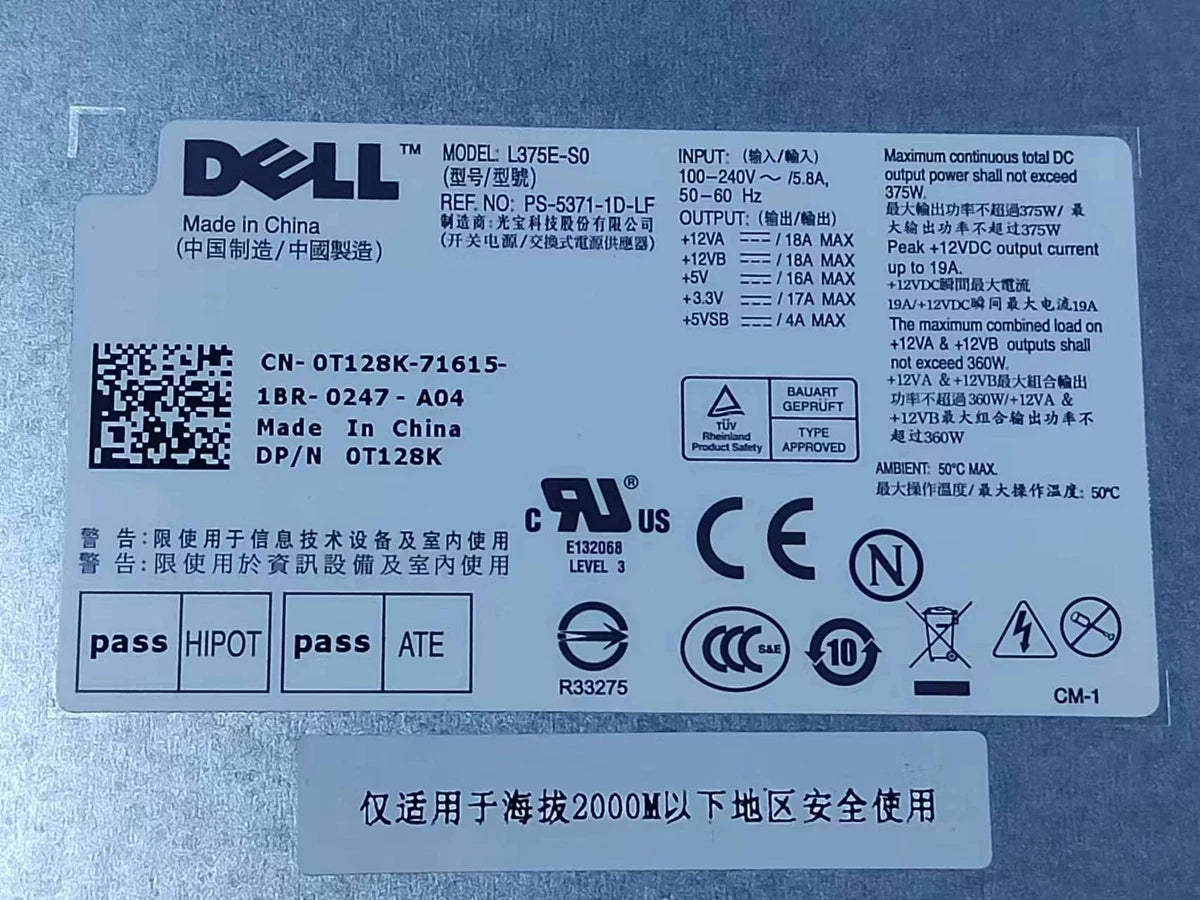 DELL™
Made in China
(中国制造/中國製造)
MODEL: L375E-S0
(型号/型號)
REF. NO: PS-5371-1D-LF
制造商:光宝科技股份有限公司
(开关电源/交換式電源供應器)
INPUT: (输入/輸入)
100-240V～ /5.8A,
50-60 Hz
OUTPUT: (输出/輸出)
+12VA ⎓ / 18A MAX
+12VB ⎓ / 18A MAX
+5V ⎓ / 16A MAX
+3.3V ⎓ / 17A MAX
+5VSB ⎓ / 4A MAX
Maximum continuous total DC
output power shall not exceed
375W.
最大輸出功率不超過375W/ 最
大输出功率不超过375W
Peak +12VDC output current
up to 19A.
+12VDC瞬間最大電流
19A/+12VDC瞬间最大电流19A
The maximum combined load on
+12VA & +12VB outputs shall
not exceed 360W.
+12VA &+12VB最大組合輸出
功率不超過360W/+12VA &
+12VB最大组合输出功率不
超过360W
AMBIENT: 50°C MAX.
最大操作溫度/最大操作温度: 50°C
CN- 0T128K-71615-
1BR- 0247 - A04
Made In China
DP/N 0T128K
TÜV
Rheinland
Product Safety
BAUART
GEPRÜFT
TYPE
APPROVED
c RU® US
E132068
LEVEL 3
CE
N
警 告:限使用于信息技术设备及室内使用
警 告:限使用於資訊設備及室內使用
pass HIPOT
pass ATE
R33275
CCC S&E
10
CM-1
仅适用于海拔2000M以下地区安全使用